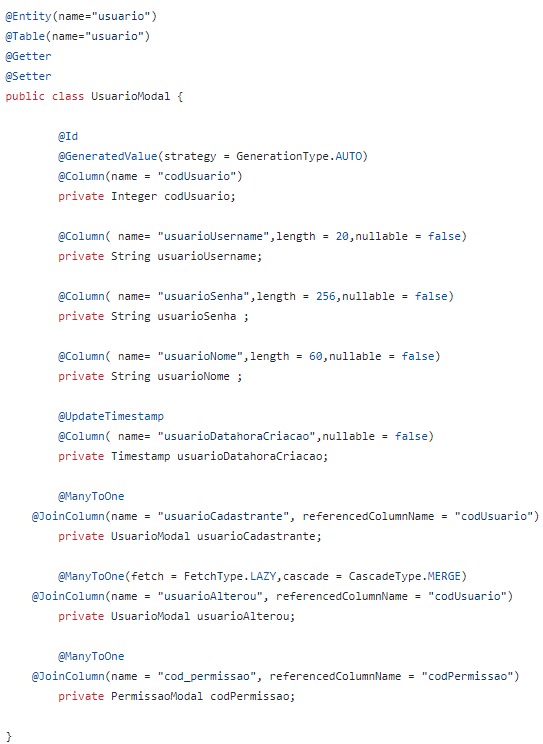 @Entity(name="usuario")
@Table(name="usuario")
@Getter
@Setter
public class UsuarioModal {
@Id
@GeneratedValue(strategy = GenerationType.AUTO)
@Column(name = "codUsuario")
private Integer codUsuario;
@Column( name= "usuarioUsername",length = 20,nullable = false)
private String usuarioUsername;
@Column( name= "usuarioSenha",length = 256,nullable = false)
private String usuarioSenha ;
@Column( name= "usuarioNome",length = 60,nullable = false)
private String usuarioNome ;
@UpdateTimestamp
@Column( name= "usuarioDatahoraCriacao",nullable = false)
private Timestamp usuarioDatahoraCriacao;
@ManyToOne
@JoinColumn(name = "usuarioCadastrante", referencedColumnName = "codUsuario")
private UsuarioModal usuarioCadastrante;
@ManyToOne(fetch = FetchType.LAZY,cascade = CascadeType.MERGE)
@JoinColumn(name = "usuarioAlterou", referencedColumnName = "codUsuario")
private UsuarioModal usuarioAlterou;
@ManyToOne
@JoinColumn(name = "cod_permissao", referencedColumnName = "codPermissao")
private PermissaoModal codPermissao;
}